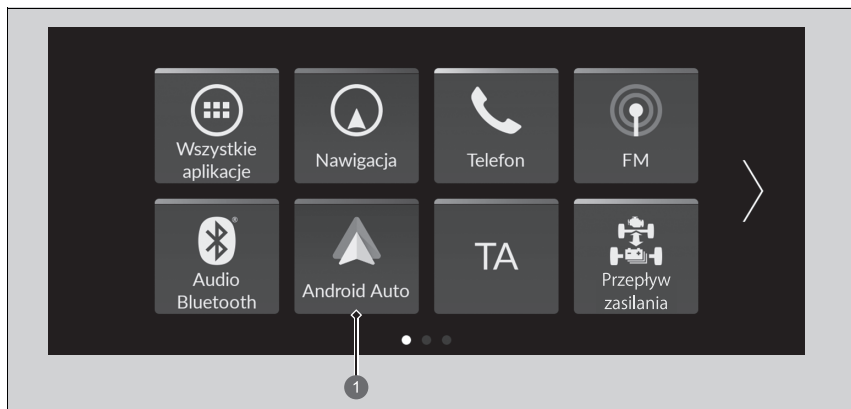 Wszystkie
aplikacje
Nawigacja
Telefon
FM
Audio
Bluetooth
®
Android Auto
TA
Przepływ
zasilania
1